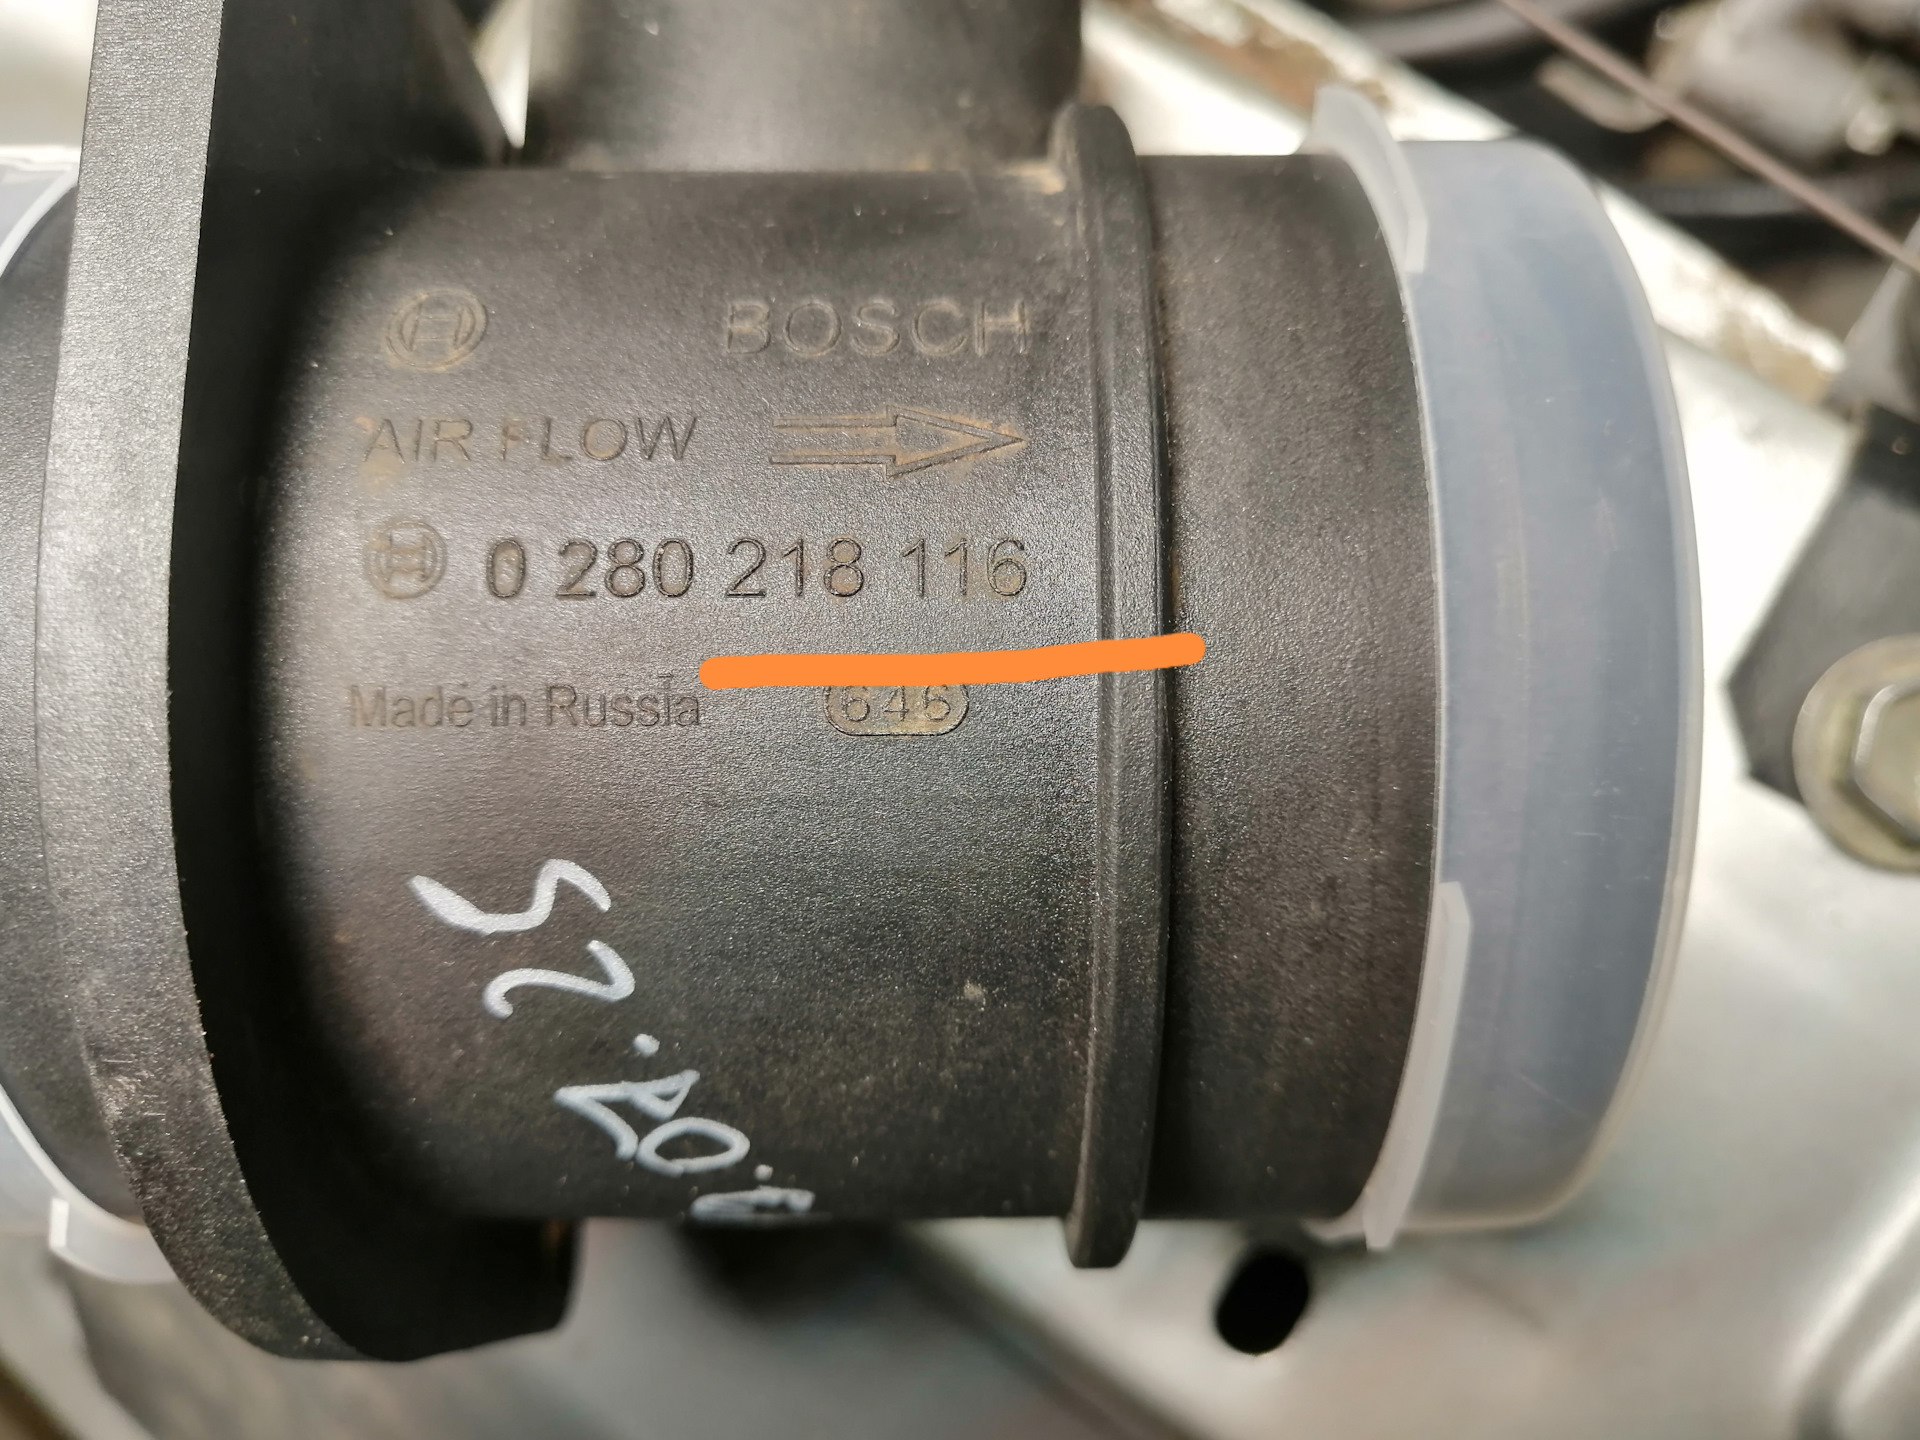 BOSCH
AIR FLOW
0 280 218 116
Made in Russia 646